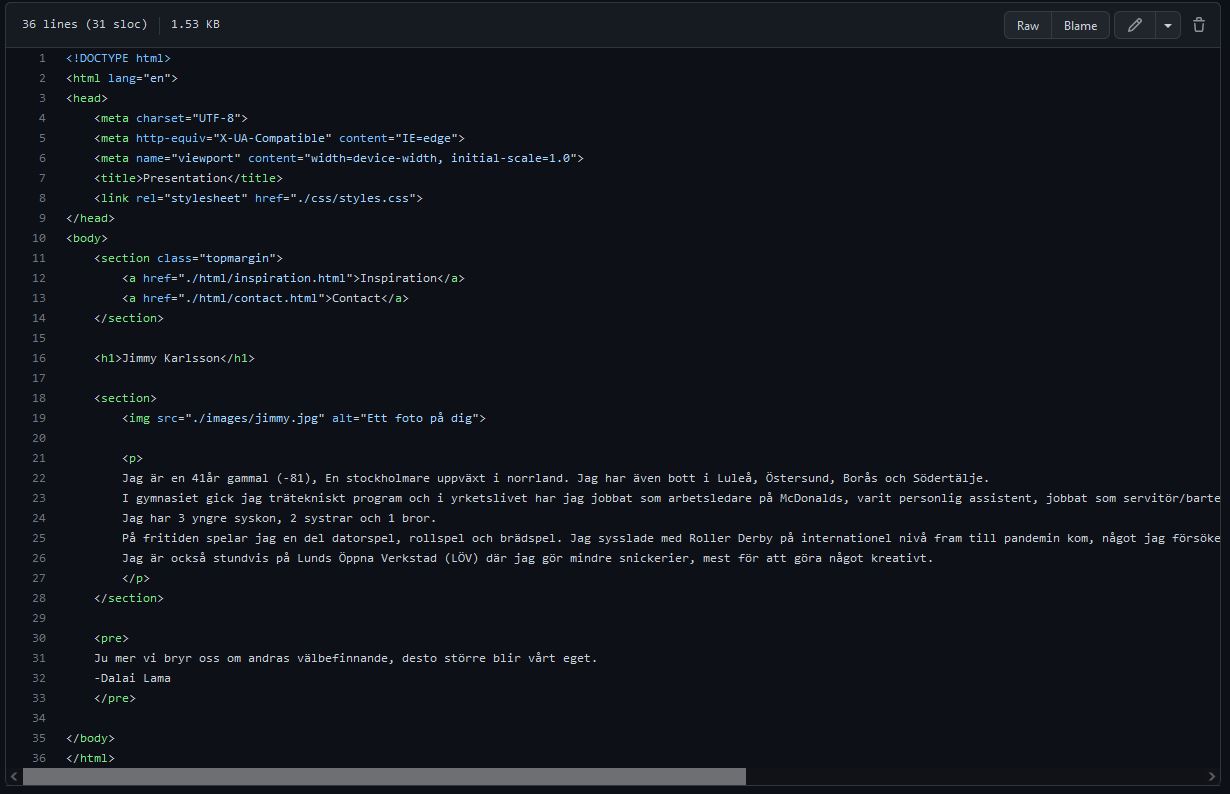 36 lines (31 sloc) 1.53 KB Raw Blame
1 <!DOCTYPE html>
2 <html lang="en">
3 <head>
4 <meta charset="UTF-8">
5 <meta http-equiv="X-UA-Compatible" content="IE=edge">
6 <meta name="viewport" content="width=device-width, initial-scale=1.0">
7 <title>Presentation</title>
8 <link rel="stylesheet" href="./css/styles.css">
9 </head>
10 <body>
11 <section class="topmargin">
12 <a href="./html/inspiration.html">Inspiration</a>
13 <a href="./html/contact.html">Contact</a>
14 </section>
15
16 <h1>Jimmy Karlsson</h1>
17
18 <section>
19 <img src="./images/jimmy.jpg" alt="Ett foto på dig">
20
21 <p>
22 Jag är en 41år gammal (-81), En stockholmare uppväxt i norrland. Jag har även bott i Luleå, Östersund, Borås och Södertälje.
23 I gymnasiet gick jag trätekniskt program och i yrketslivet har jag jobbat som arbetsledare på McDonalds, varit personlig assistent, jobbat som servitör/barte
24 Jag har 3 yngre syskon, 2 systrar och 1 bror.
25 På fritiden spelar jag en del datorspel, rollspel och brädspel. Jag sysslade med Roller Derby på internationel nivå fram till pandemin kom, något jag försöke
26 Jag är också stundvis på Lunds Öppna Verkstad (LÖV) där jag gör mindre snickerier, mest för att göra något kreativt.
27 </p>
28 </section>
29
30 <pre>
31 Ju mer vi bryr oss om andras välbefinnande, desto större blir vårt eget.
32 -Dalai Lama
33 </pre>
34
35 </body>
36 </html>